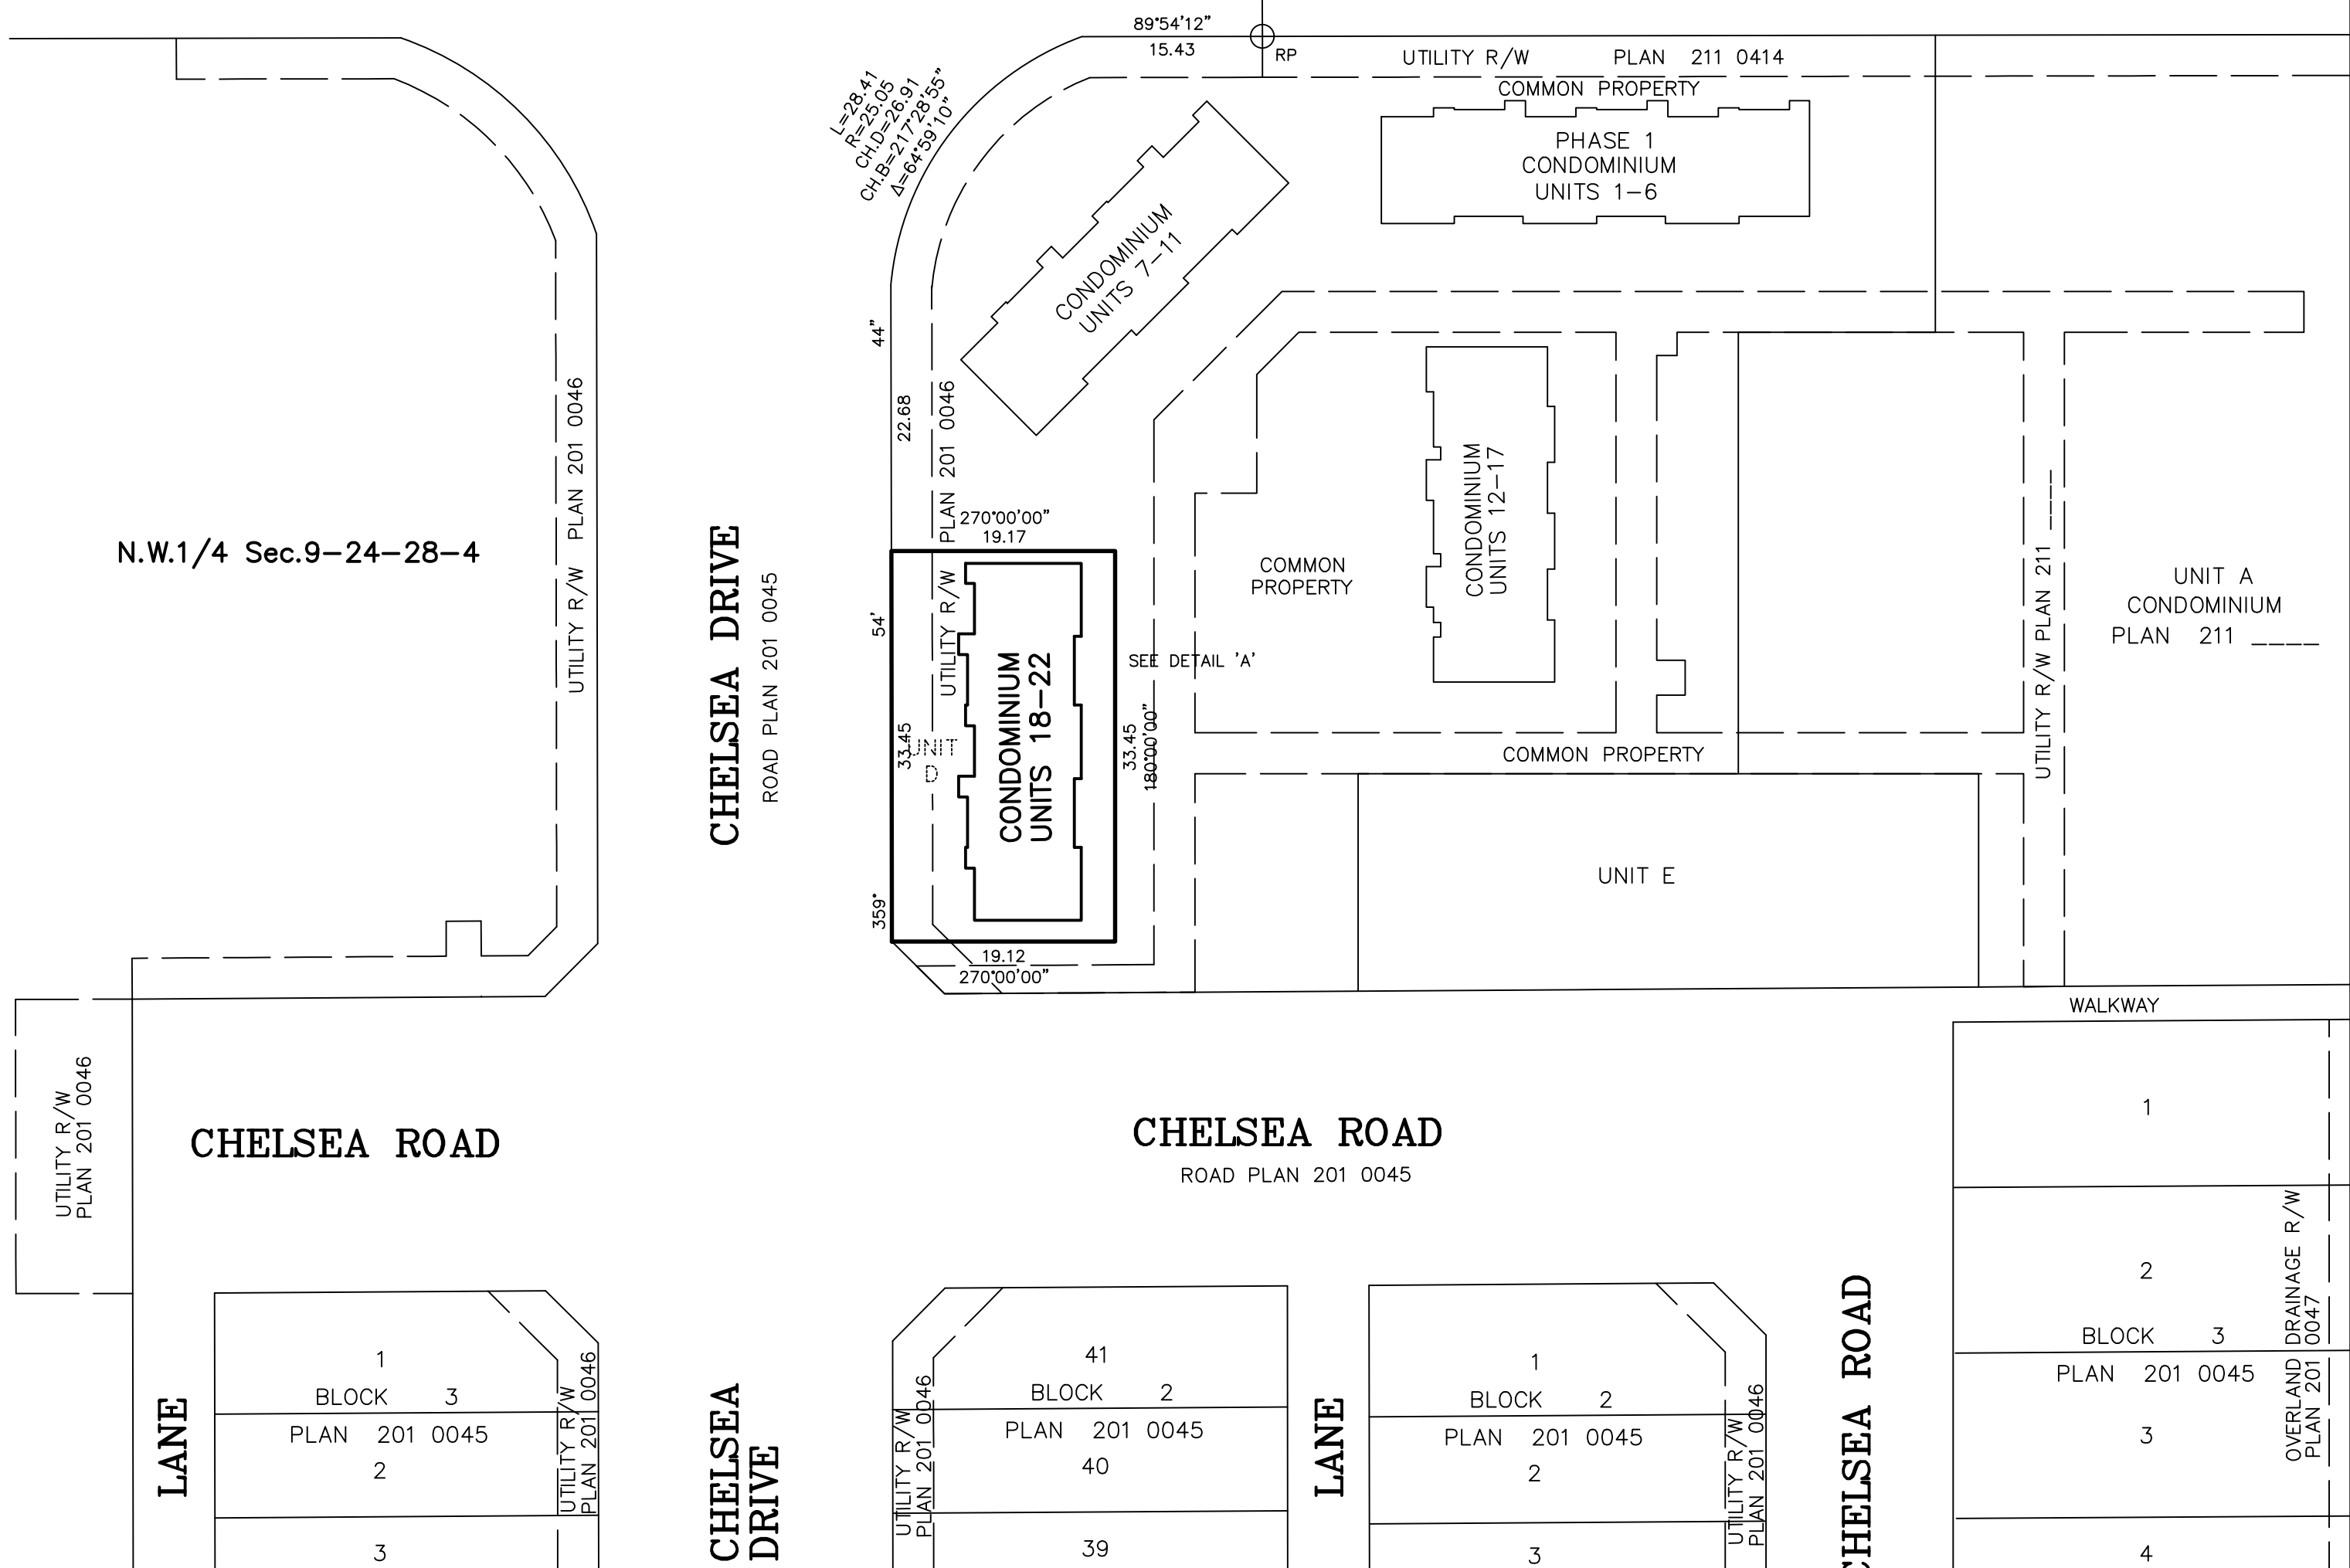 89°54'12"
15.43
RP
UTILITY R/W PLAN 211 0414
COMMON PROPERTY
L=28.41
R=25.05
CH.D=26.91
CH.B=217°28'55"
Δ=64°59'10"
PHASE 1
CONDOMINIUM
UNITS 1-6
CONDOMINIUM
UNITS 7-11
44"
22.68
UTILITY R/W PLAN 201 0046
N.W.1/4 Sec.9-24-28-4
CHELSEA DRIVE
ROAD PLAN 201 0045
UTILITY R/W PLAN 201 0046
270°00'00"
19.17
54'
33.45
359°
UNIT
D
CONDOMINIUM
UNITS 18-22
SEE DETAIL 'A'
33.45
180°00'00"
19.12
270°00'00"
COMMON
PROPERTY
CONDOMINIUM
UNITS 12-17
COMMON PROPERTY
UNIT E
UTILITY R/W PLAN 211 ____
UNIT A
CONDOMINIUM
PLAN 211 ____
WALKWAY
UTILITY R/W
PLAN 201 0046
CHELSEA ROAD
CHELSEA ROAD
ROAD PLAN 201 0045
LANE
1
BLOCK 3
PLAN 201 0045
2
3
UTILITY R/W
PLAN 201 0046
CHELSEA
DRIVE
UTILITY R/W
PLAN 201 0046
41
BLOCK 2
PLAN 201 0045
40
39
LANE
1
BLOCK 2
PLAN 201 0045
2
3
UTILITY R/W
PLAN 201 0046
CHELSEA ROAD
1
2
BLOCK 3
PLAN 201 0045
3
4
OVERLAND DRAINAGE R/W
PLAN 201 0047